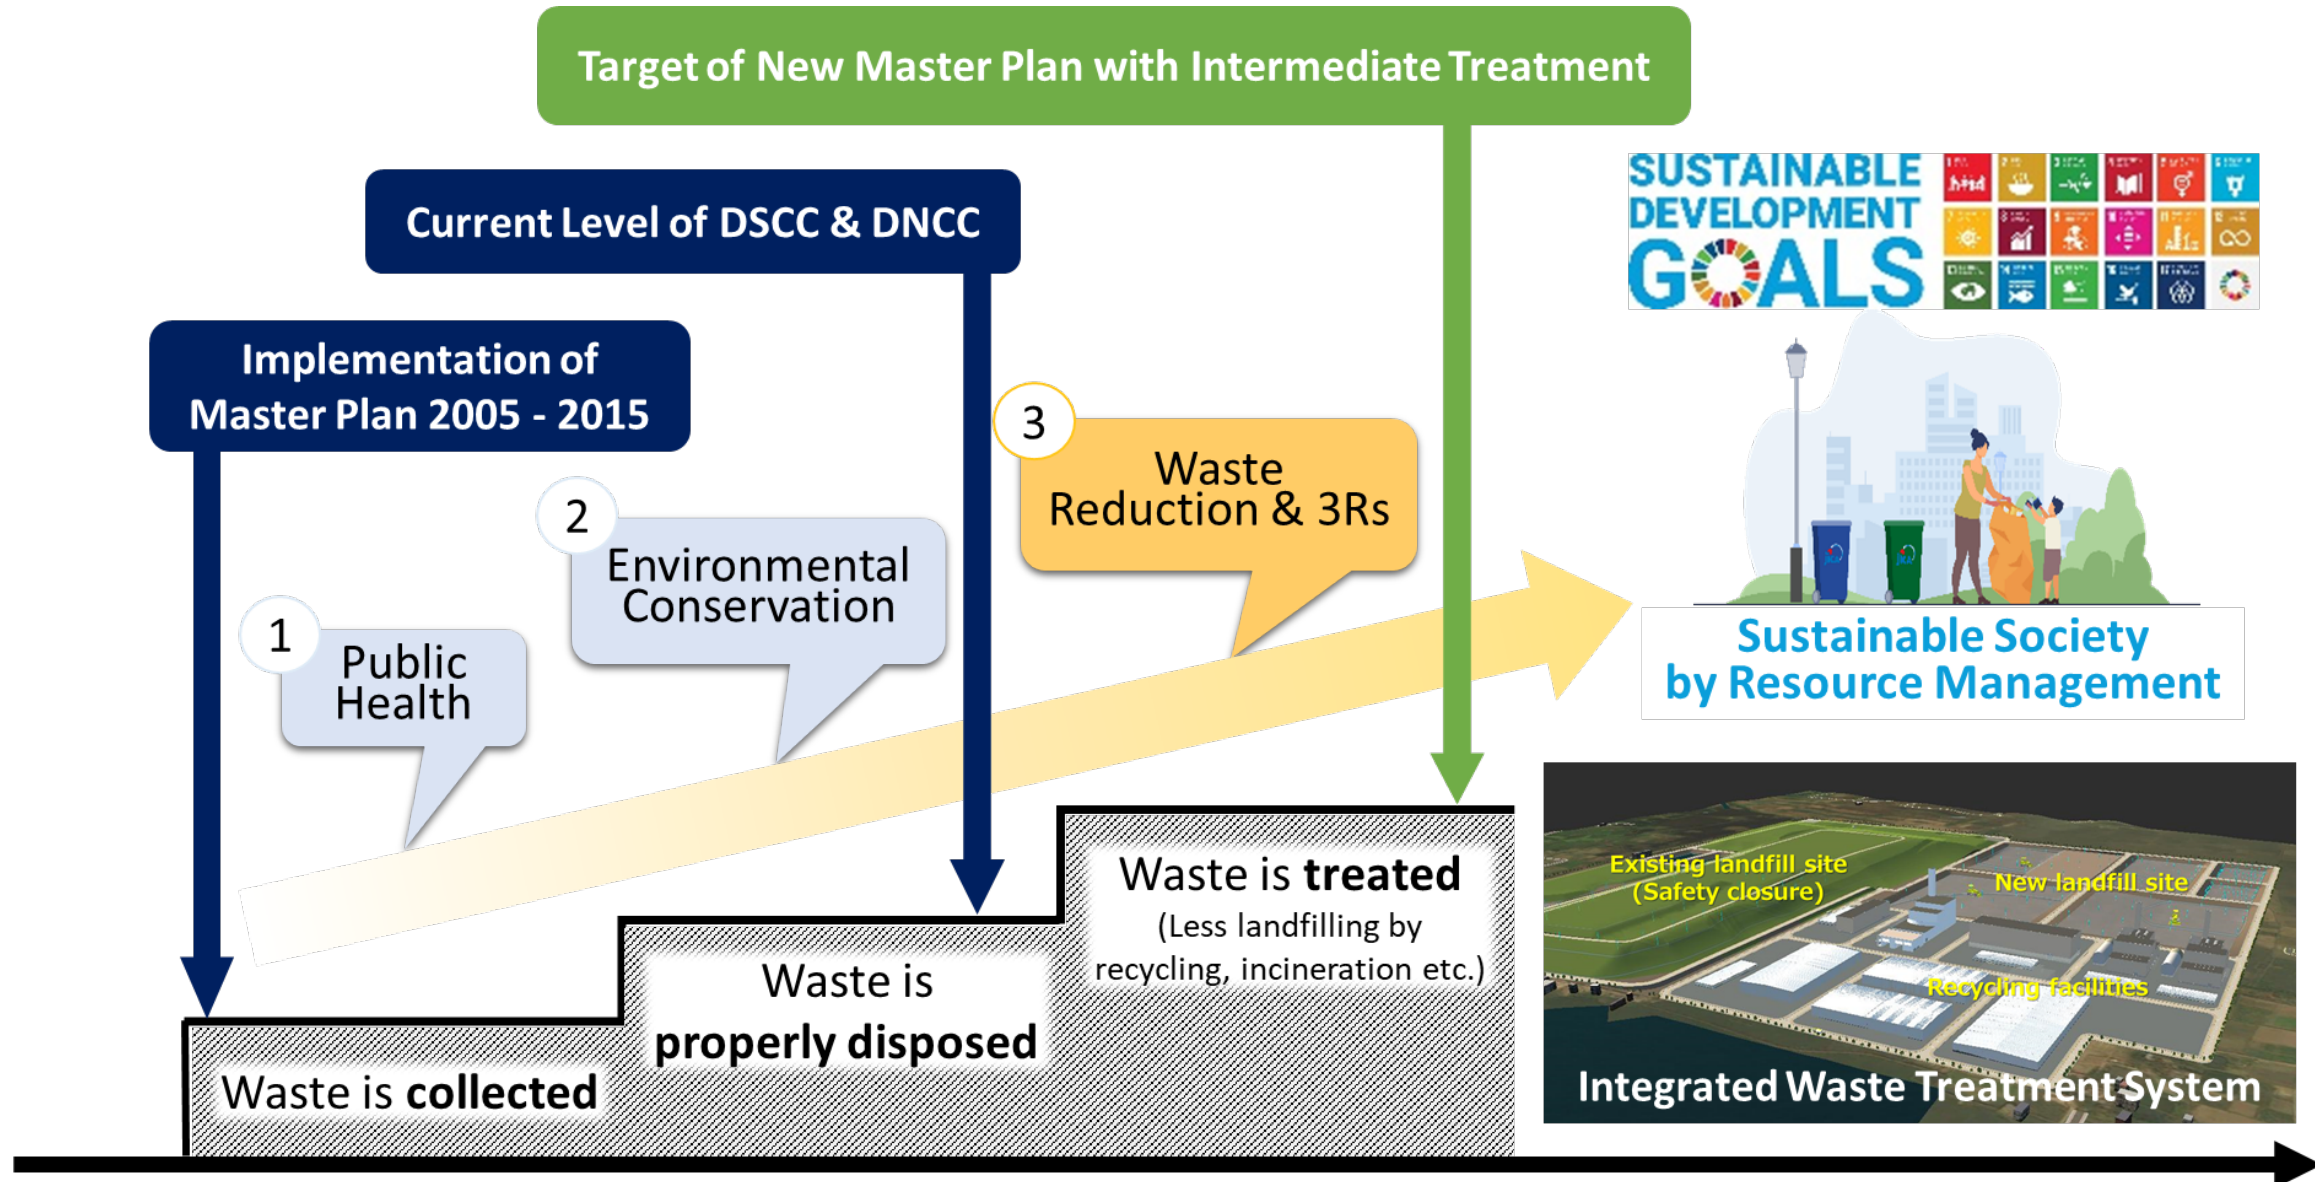 Target of New Master Plan with Intermediate Treatment
Current Level of DSCC & DNCC
Implementation of
Master Plan 2005 - 2015
1
Public
Health
2
Environmental
Conservation
3
Waste
Reduction & 3Rs
Waste is collected
Waste is
properly disposed
Waste is treated
(Less landfilling by
recycling, incineration etc.)
SUSTAINABLE
DEVELOPMENT
GOALS
Sustainable Society
by Resource Management
Existing landfill site
(Safety closure)
New landfill site
Recycling facilities
Integrated Waste Treatment System